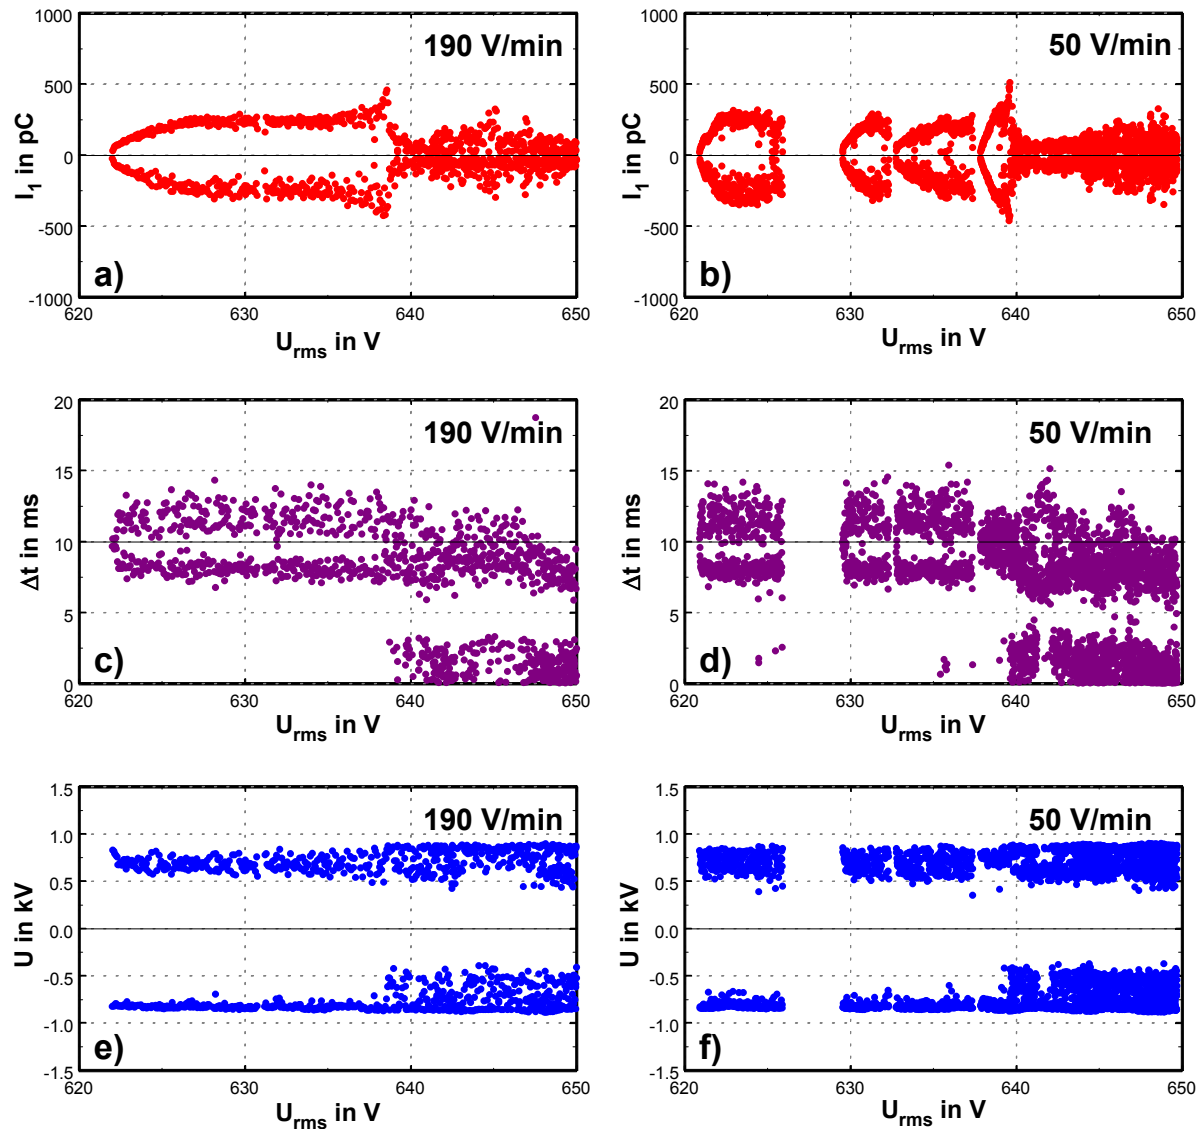 1000
500
0
-500
-1000
I₁ in pC
190 V/min
a)
620 630 640 650
Uᵣₘₛ in V
1000
500
0
-500
-1000
I₁ in pC
50 V/min
b)
620 630 640 650
Uᵣₘₛ in V
20
15
10
5
0
Δt in ms
190 V/min
c)
620 630 640 650
Uᵣₘₛ in V
20
15
10
5
0
Δt in ms
50 V/min
d)
620 630 640 650
Uᵣₘₛ in V
1.5
1.0
0.5
0.0
-0.5
-1.0
-1.5
U in kV
190 V/min
e)
620 630 640 650
Uᵣₘₛ in V
1.5
1.0
0.5
0.0
-0.5
-1.0
-1.5
U in kV
50 V/min
f)
620 630 640 650
Uᵣₘₛ in V